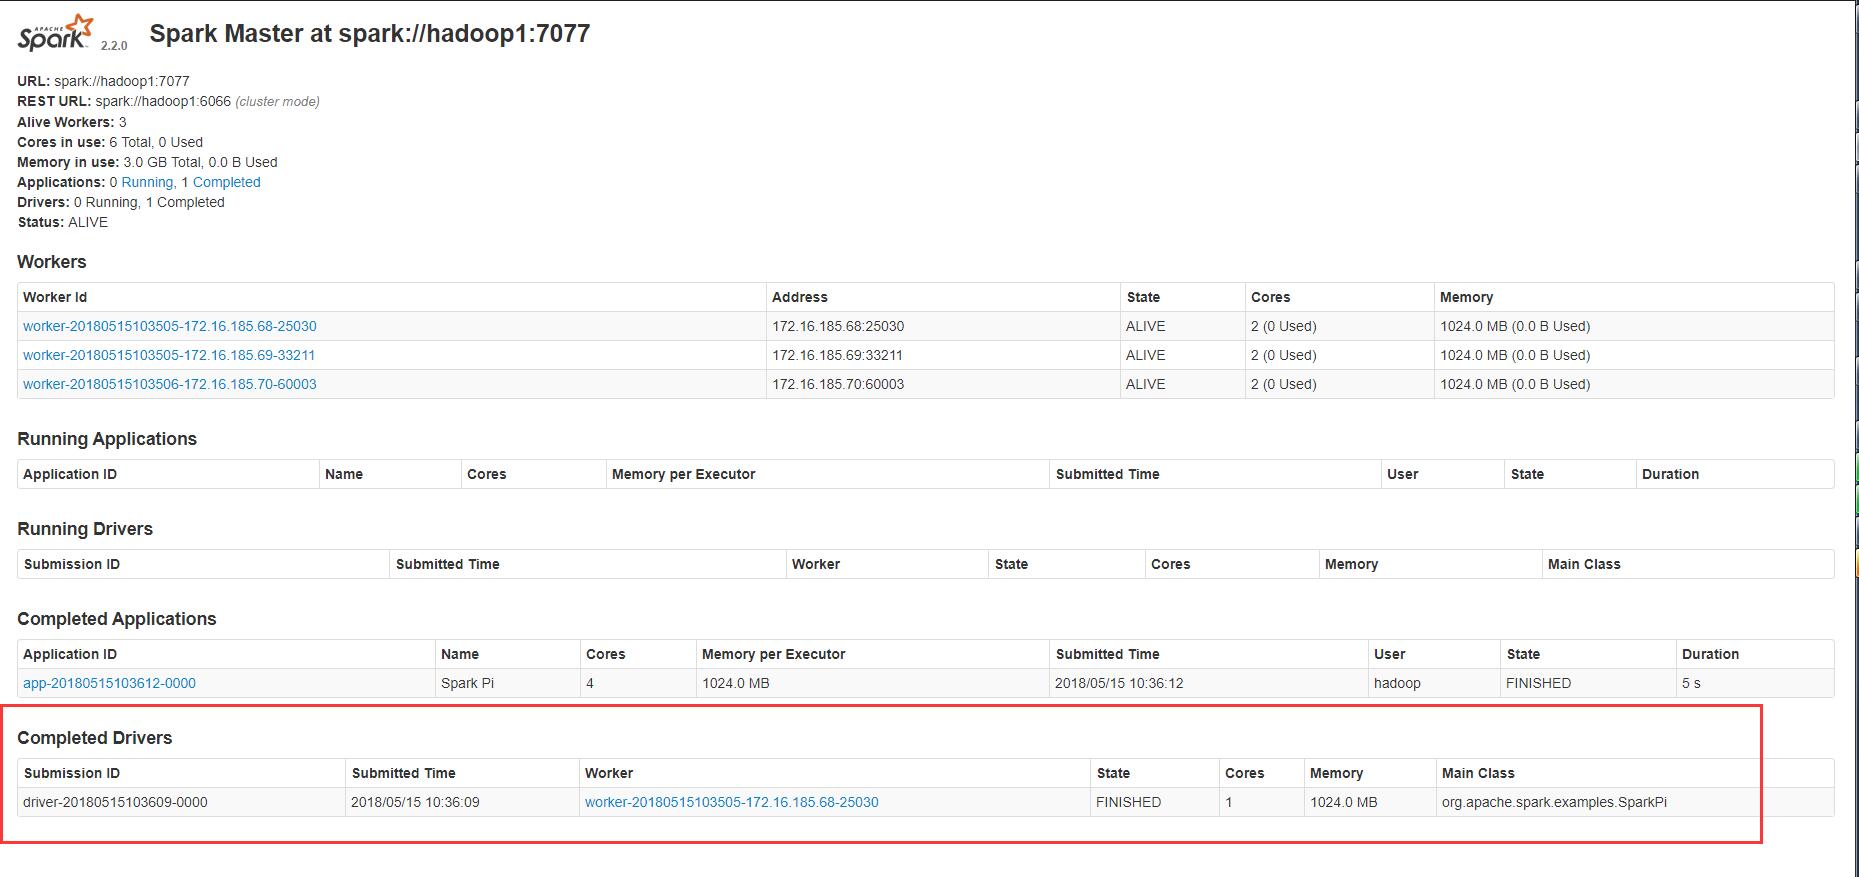 APACHE
Spark 2.2.0 Spark Master at spark://hadoop1:7077
URL: spark://hadoop1:7077
REST URL: spark://hadoop1:6066 (cluster mode)
Alive Workers: 3
Cores in use: 6 Total, 0 Used
Memory in use: 3.0 GB Total, 0.0 B Used
Applications: 0 Running, 1 Completed
Drivers: 0 Running, 1 Completed
Status: ALIVE
Workers
Worker Id Address State Cores Memory
worker-20180515103505-172.16.185.68-25030 172.16.185.68:25030 ALIVE 2 (0 Used) 1024.0 MB (0.0 B Used)
worker-20180515103505-172.16.185.69-33211 172.16.185.69:33211 ALIVE 2 (0 Used) 1024.0 MB (0.0 B Used)
worker-20180515103506-172.16.185.70-60003 172.16.185.70:60003 ALIVE 2 (0 Used) 1024.0 MB (0.0 B Used)
Running Applications
Application ID Name Cores Memory per Executor Submitted Time User State Duration
Running Drivers
Submission ID Submitted Time Worker State Cores Memory Main Class
Completed Applications
Application ID Name Cores Memory per Executor Submitted Time User State Duration
app-20180515103612-0000 Spark Pi 4 1024.0 MB 2018/05/15 10:36:12 hadoop FINISHED 5 s
Completed Drivers
Submission ID Submitted Time Worker State Cores Memory Main Class
driver-20180515103609-0000 2018/05/15 10:36:09 worker-20180515103505-172.16.185.68-25030 FINISHED 1 1024.0 MB org.apache.spark.examples.SparkPi